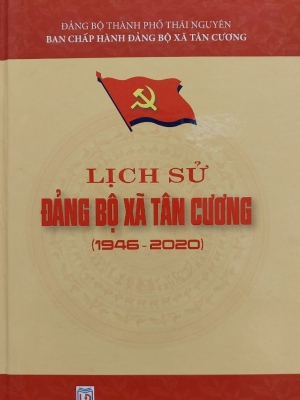 ĐẢNG BỘ THÀNH PHỐ THÁI NGUYÊN
BAN CHẤP HÀNH ĐẢNG BỘ XÃ TÂN CƯƠNG
LỊCH SỬ
ĐẢNG BỘ XÃ TÂN CƯƠNG
(1946 - 2020)